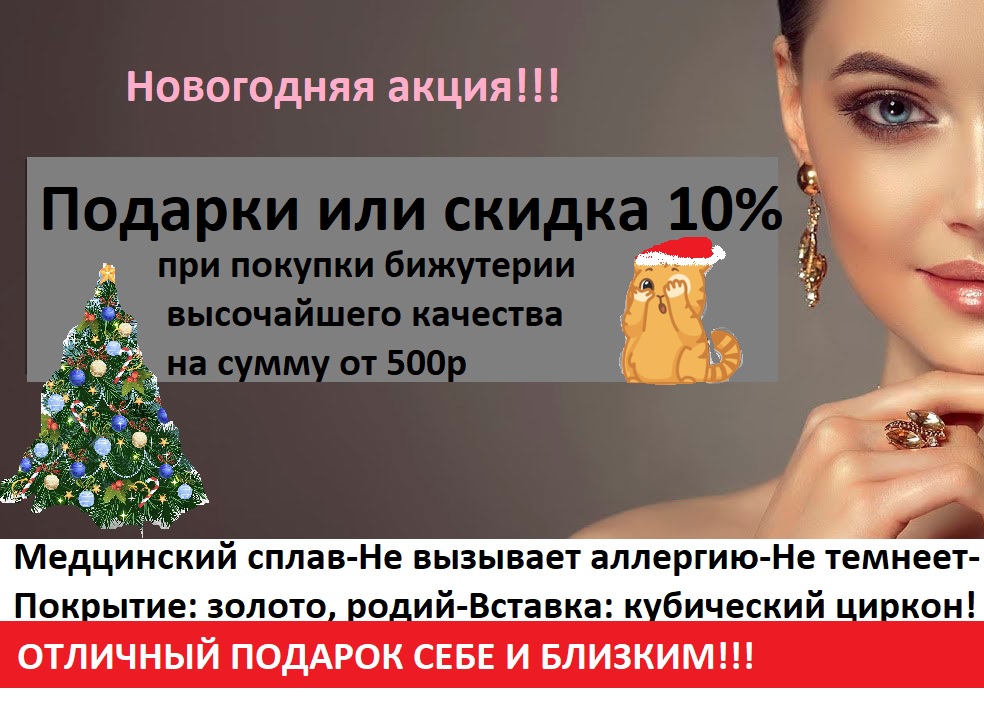 Новогодняя акция!!!
Подарки или скидка 10%
при покупки бижутерии
высочайшего качества
на сумму от 500р
Медцинский сплав-Не вызывает аллергию-Не темнеет-
Покрытие: золото, родий-Вставка: кубический циркон!
ОТЛИЧНЫЙ ПОДАРОК СЕБЕ И БЛИЗКИМ!!!